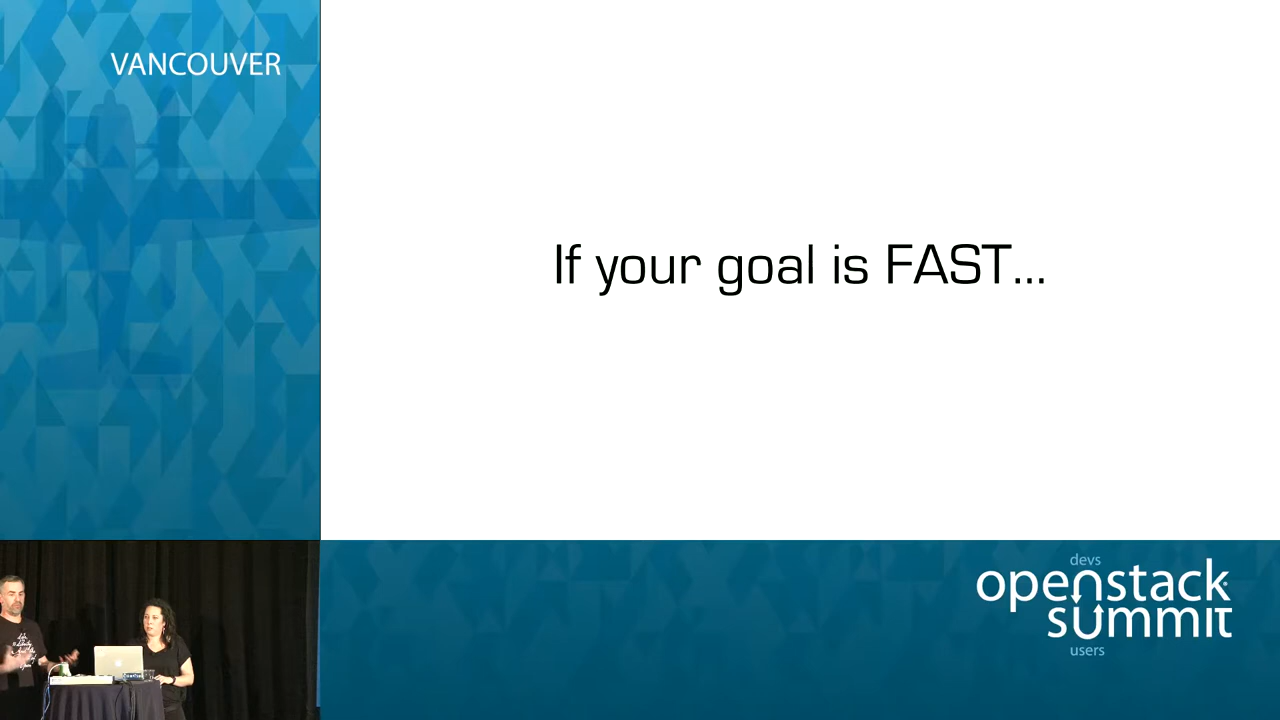 VANCOUVER
If your goal is FAST...
devs
openstack
summit
users